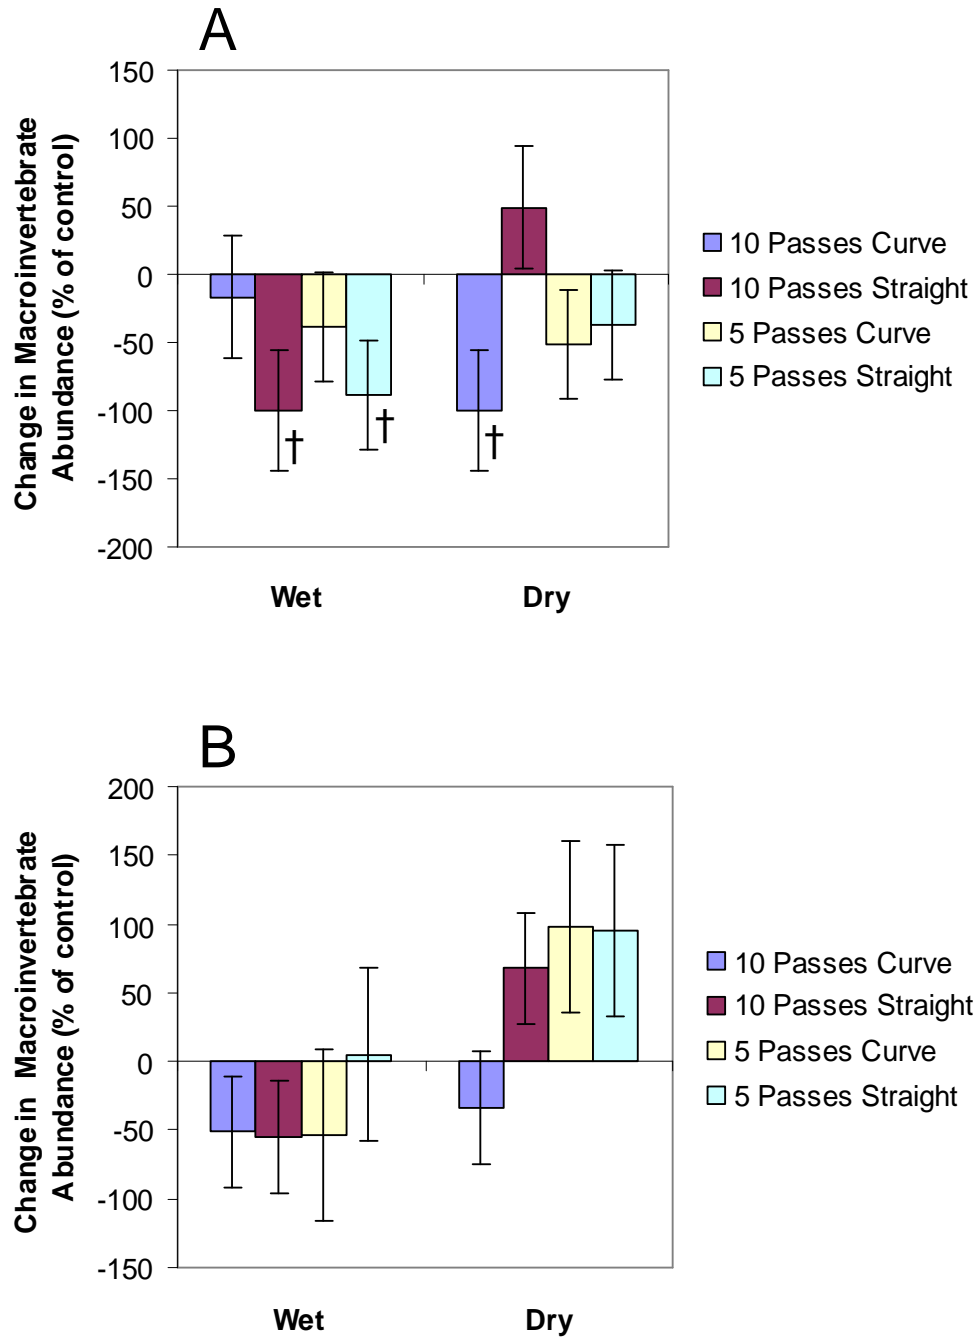 A
150
100
50
0
-50
-100
-150
-200
Change in Macroinvertebrate
Abundance (% of control)
†
†
†
Wet
Dry
10 Passes Curve
10 Passes Straight
5 Passes Curve
5 Passes Straight
B
200
150
100
50
0
-50
-100
-150
Change in Macroinvertebrate
Abundance (% of control)
Wet
Dry
10 Passes Curve
10 Passes Straight
5 Passes Curve
5 Passes Straight